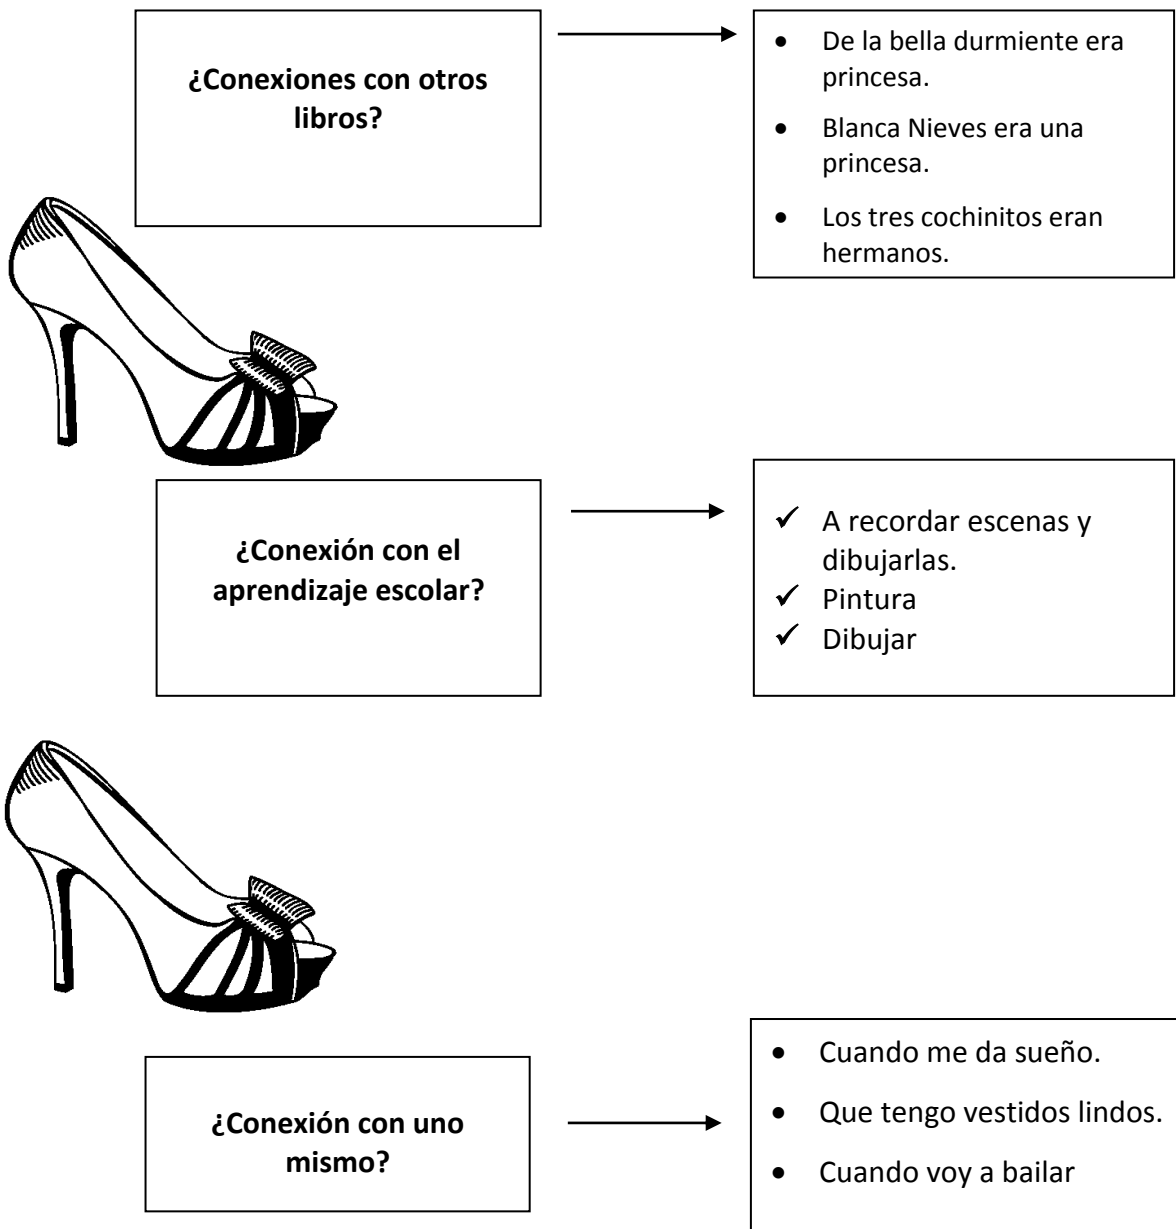 ¿Conexiones con otros
libros?
• De la bella durmiente era
princesa.
• Blanca Nieves era una
princesa.
• Los tres cochinitos eran
hermanos.
¿Conexión con el
aprendizaje escolar?
✓ A recordar escenas y
dibujarlas.
✓ Pintura
✓ Dibujar
¿Conexión con uno
mismo?
• Cuando me da sueño.
• Que tengo vestidos lindos.
• Cuando voy a bailar